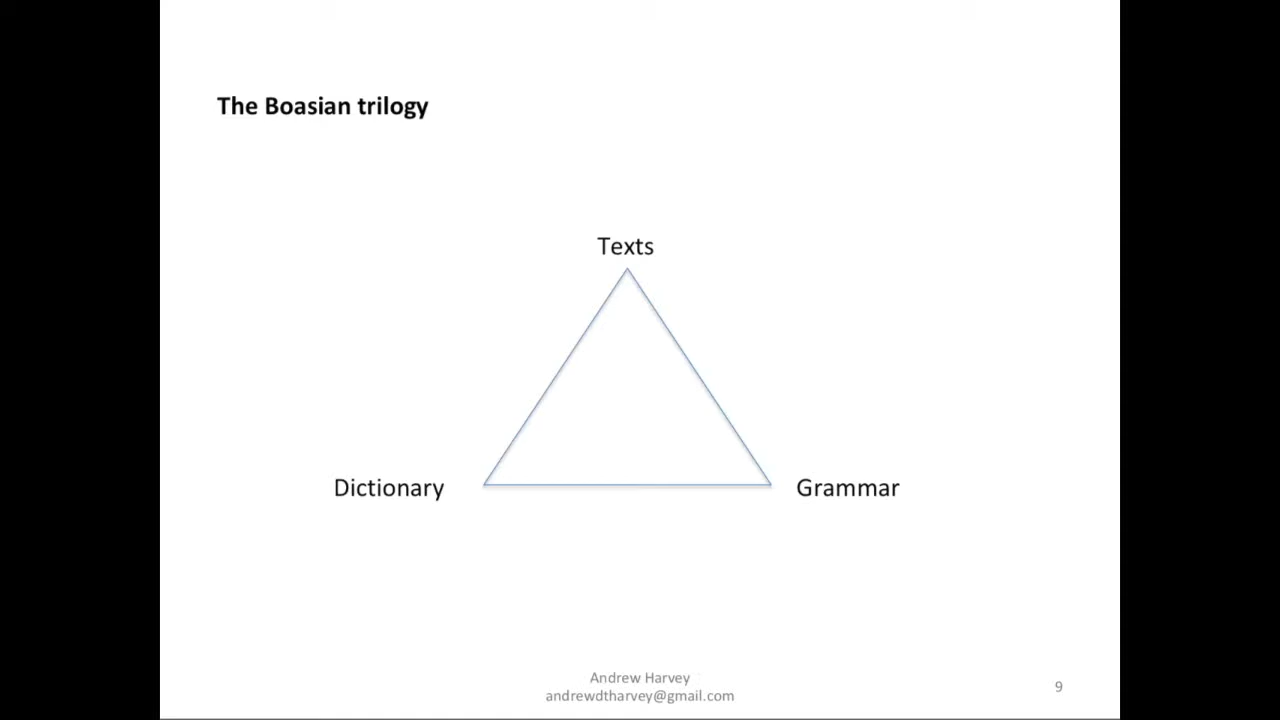 The Boasian trilogy
Texts
Dictionary
Grammar
Andrew Harvey
andrewdtharvey@gmail.com
9